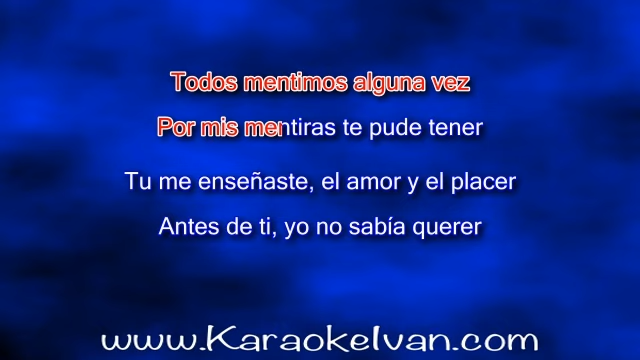 Todos mentimos alguna vez
Por mis mentiras te pude tener
Tu me enseñaste, el amor y el placer
Antes de ti, yo no sabía querer
www.KaraokeIvan.com